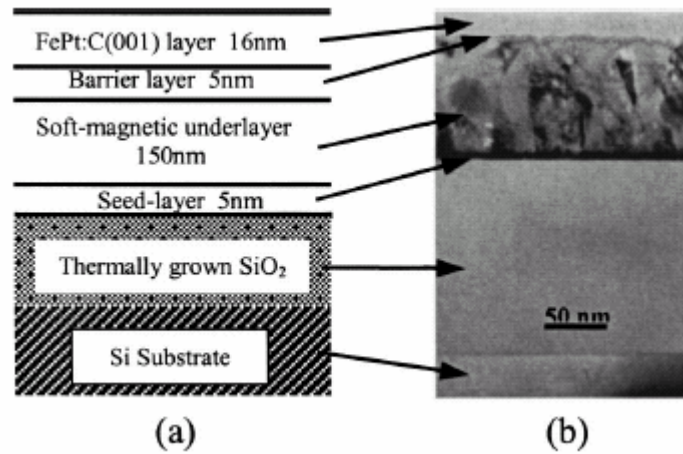 FePt:C(001) layer 16nm
Barrier layer 5nm
Soft-magnetic underlayer
150nm
Seed-layer 5nm
Thermally grown SiO₂
Si Substrate
50 nm
(a)
(b)